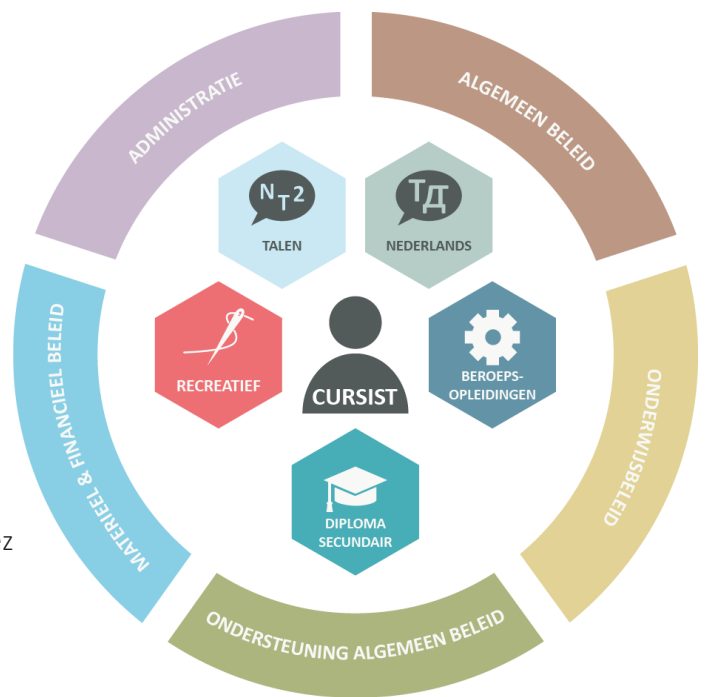 ADMINISTRATIE
ALGEMEEN BELEID
NT2
TALEN
TД
NEDERLANDS
RECREATIEF
CURSIST
BEROEPS-
OPLEIDINGEN
MATERIEEL & FINANCIEEL BELEID
ONDERWIJSBELEID
DIPLOMA
SECUNDAIR
ez
ONDERSTEUNING ALGEMEEN BELEID